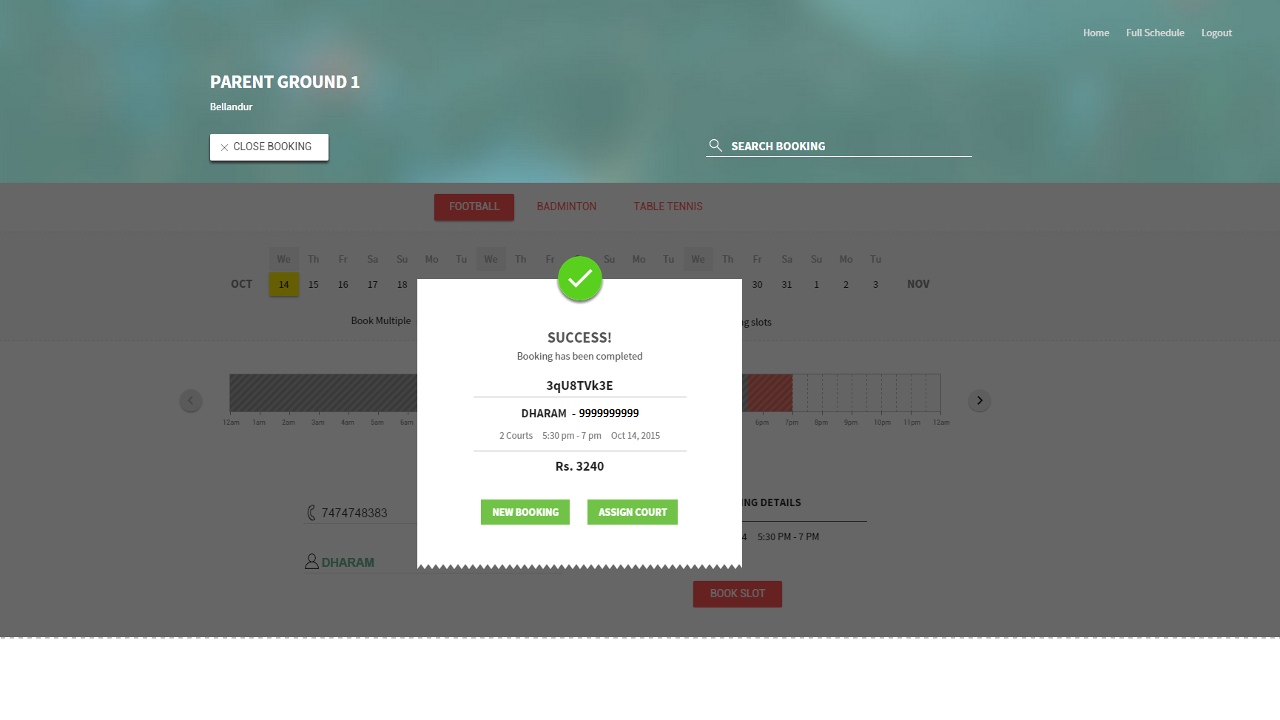 Home Full Schedule Logout
PARENT GROUND 1
Bellandur
CLOSE BOOKING
SEARCH BOOKING
FOOTBALL BADMINTON TABLE TENNIS
We Th Fr Sa Su Mo Tu We Th Fr Su Mo Tu We Th Fr Sa Su Mo Tu
OCT 14 15 16 17 18 30 31 1 2 3 NOV
Book Multiple slots
SUCCESS!
Booking has been completed
3qU8TVk3E
DHARAM - 9999999999
2 Courts 5:30 pm - 7 pm Oct 14, 2015
Rs. 3240
NEW BOOKING ASSIGN COURT
12am 1am 2am 3am 4am 5am 6am 6pm 7pm 8pm 9pm 10pm 11pm 12am
7474748383
DHARAM
DETAILS
5:30 PM - 7 PM
BOOK SLOT